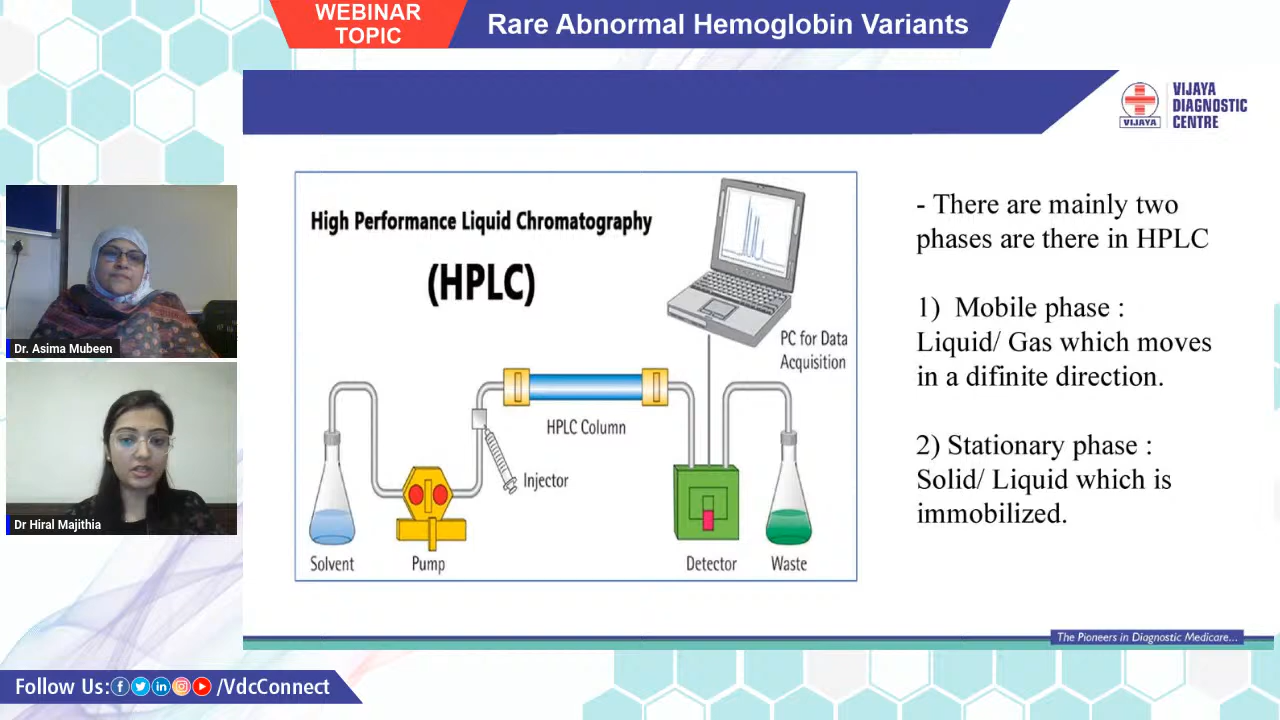 WEBINAR
TOPIC
Rare Abnormal Hemoglobin Variants
VIJAYA
VIJAYA
DIAGNOSTIC
CENTRE
High Performance Liquid Chromatography
(HPLC)
PC for Data
Acquisition
HPLC Column
Injector
Solvent
Pump
Detector
Waste
- There are mainly two
phases are there in HPLC
1) Mobile phase :
Liquid/ Gas which moves
in a difinite direction.
2) Stationary phase :
Solid/ Liquid which is
immobilized.
Dr. Asima Mubeen
Dr Hiral Majithia
The Pioneers in Diagnostic Medicare...
Follow Us: /VdcConnect